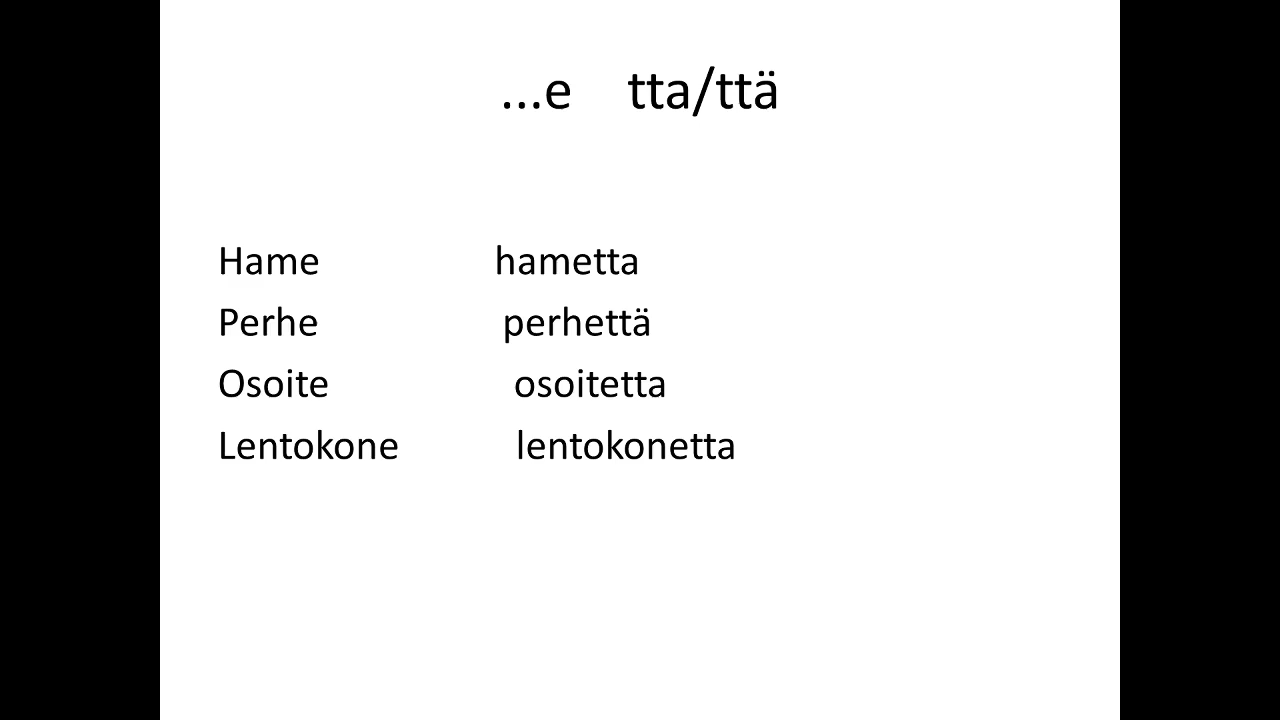 ...e tta/ttä
Hame hametta
Perhe perhettä
Osoite osoitetta
Lentokone lentokonetta